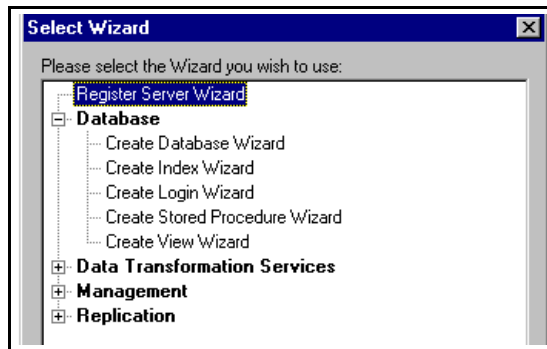 Select Wizard
Please select the Wizard you wish to use:
Register Server Wizard
Database
Create Database Wizard
Create Index Wizard
Create Login Wizard
Create Stored Procedure Wizard
Create View Wizard
Data Transformation Services
Management
Replication